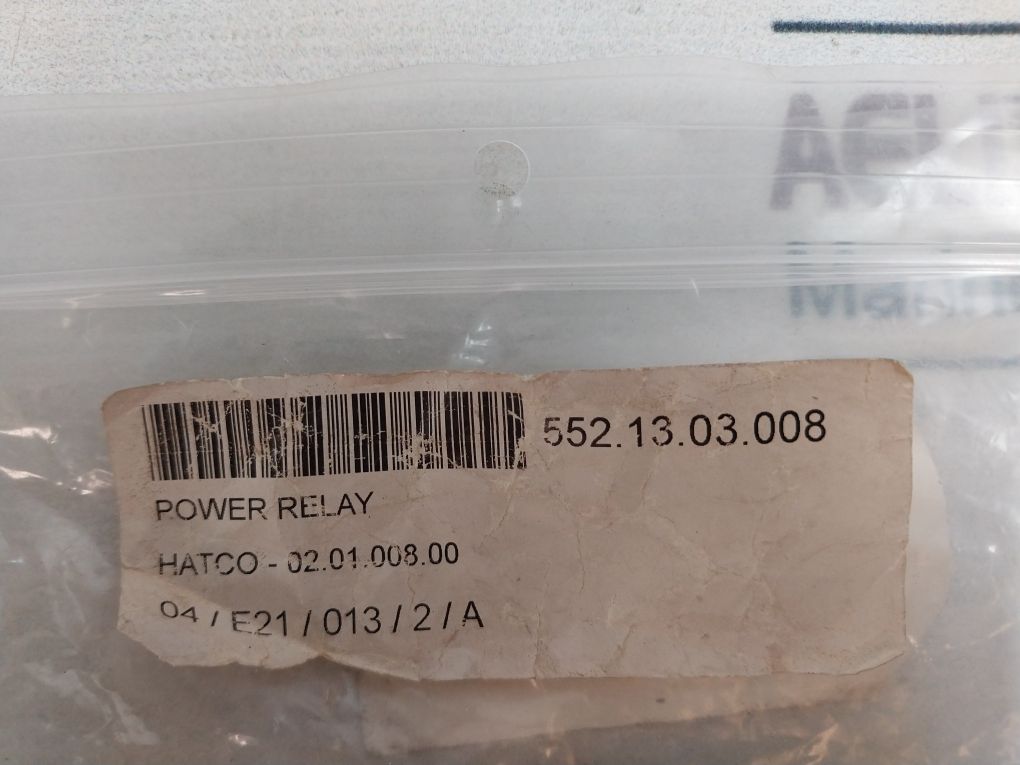 552.13.03.008
POWER RELAY
HATCO - 02.01.008.00
04 / E21 / 013 / 2 / A